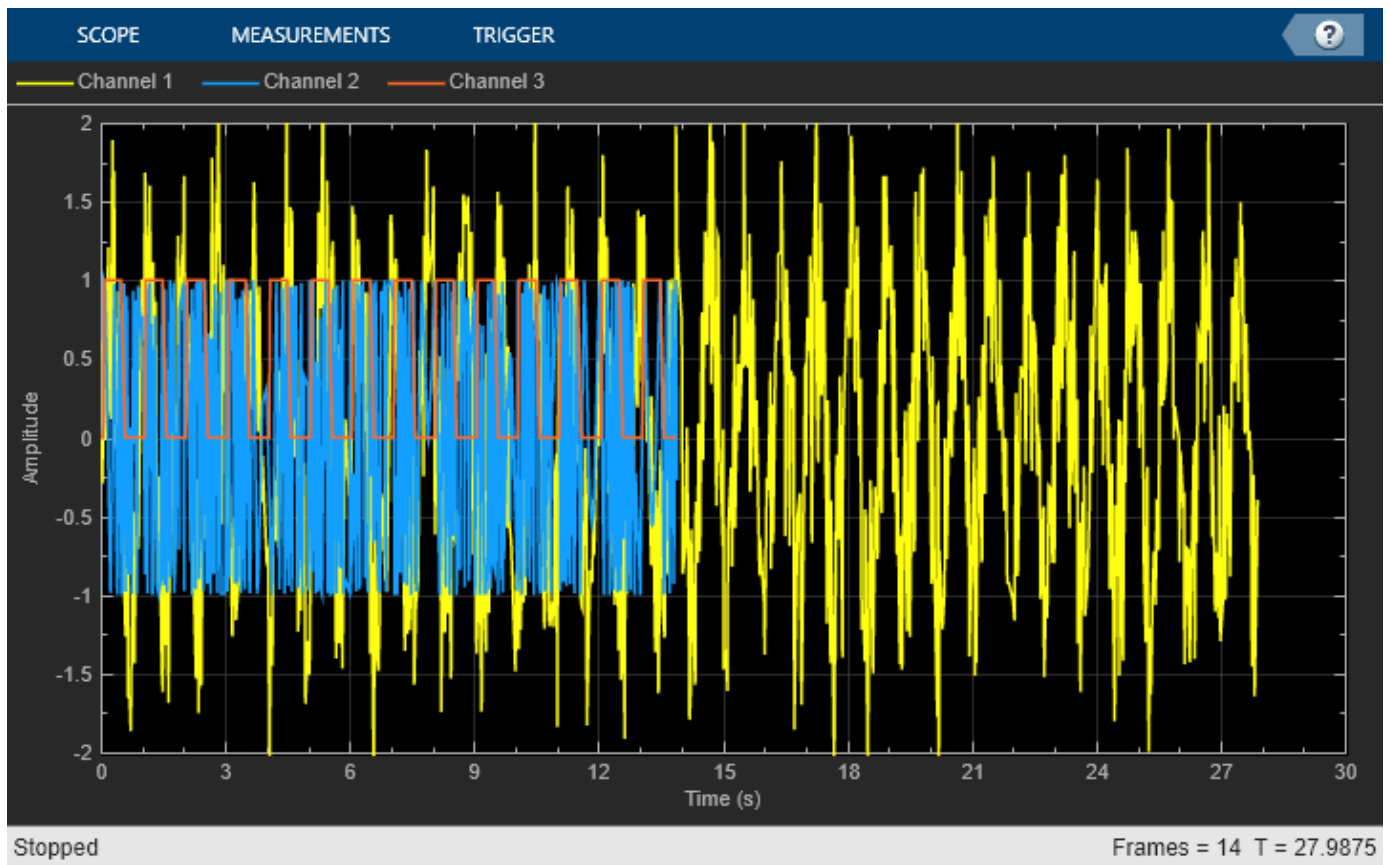 SCOPE MEASUREMENTS TRIGGER ?
Channel 1 Channel 2 Channel 3
2
1.5
1
0.5
0
-0.5
-1
-1.5
-2
Amplitude
0 3 6 9 12 15 18 21 24 27 30
Time (s)
Stopped Frames = 14 T = 27.9875